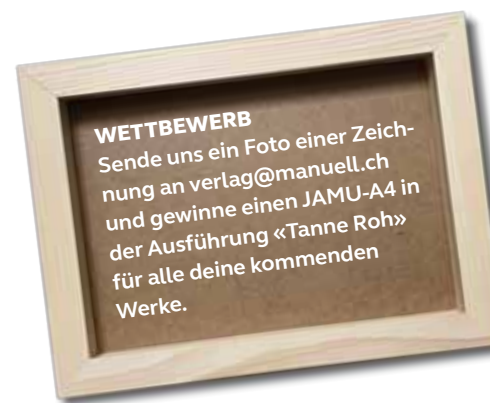 WETTBEWERB
Sende uns ein Foto einer Zeich-
nung an verlag@manuell.ch
und gewinne einen JAMU-A4 in
der Ausführung «Tanne Roh»
für alle deine kommenden
Werke.